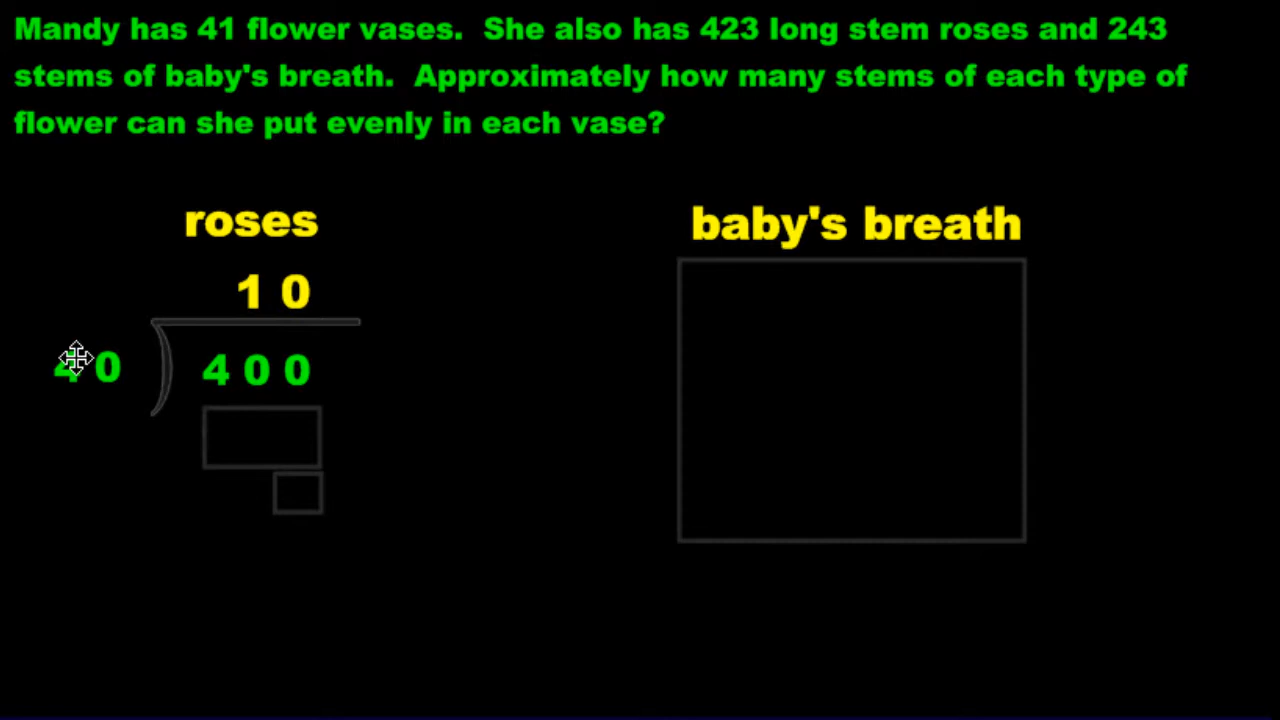 Mandy has 41 flower vases. She also has 423 long stem roses and 243
stems of baby's breath. Approximately how many stems of each type of
flower can she put evenly in each vase?
roses
baby's breath
1 0
40 ) 4 0 0